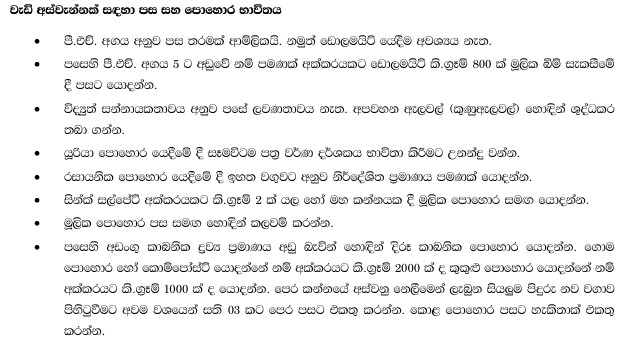 වැඩි අස්වැන්නක් සඳහා පස සහ පොහොර භාවිතය
• පී.එච්. අගය අනුව පස තරමක් ආම්ලිකයි. නමුත් ඩොලමයිට් යෙදීම අවශ්‍යය නැත.
• පසෙහි පී.එච්. අගය 5 ට අඩුවේ නම් පමණක් අක්කරයකට ඩොලමයිට් කි.ග්‍රෑම් 800 ක් මූලික බිම් සැකසීමේ
දී පසට යොදන්න.
• විද්‍යුත් සන්නායකතාවය අනුව පසේ ලවණතාවය නැත. අපවහන ඇලවල් (කුණුඇලවල්) හොඳින් ශුද්ධකර
තබා ගන්න.
• යූරියා පොහොර යෙදීමේ දී සෑමවිටම පත්‍ර වර්ණ දර්ශකය භාවිතා කිරීමට උනන්දු වන්න.
• රසායනික පොහොර යෙදීමේ දී ඉහත වගුවට අනුව නිර්දේශිත ප්‍රමාණය පමණක් යොදන්න.
• සින්ක් සල්පේට් අක්කරයකට කි.ග්‍රෑම් 2 ක් යල හෝ මහ කන්නයක දී මූලික පොහොර සමඟ යොදන්න.
• මූලික පොහොර පස සමඟ හොඳින් කලවම් කරන්න.
• පසෙහි අඩංගු කාබනික ද්‍රව්‍ය ප්‍රමාණය අඩු බැවින් හොඳින් දිරූ කාබනික පොහොර යොදන්න. ගොම
පොහොර හෝ කොම්පෝස්ට් යොදන්නේ නම් අක්කරයට කි.ග්‍රෑම් 2000 ක් ද කුකුළු පොහොර යොදන්නේ නම්
අක්කරයට කි.ග්‍රෑම් 1000 ක් ද යොදන්න. පෙර කන්නයේ අස්වනු නෙලීමෙන් ලැබුන සියලුම පිදුරු නව වගාව
පිහිටුවීමට අවම වශයෙන් සති 03 කට පෙර පසට එකතු කරන්න. කොළ පොහොර පසට හැකිතාක් එකතු
කරන්න.